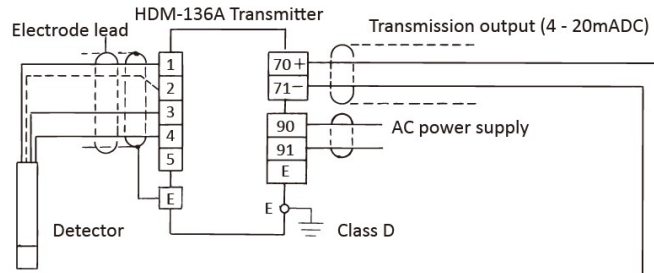 HDM-136A Transmitter
Electrode lead
Transmission output (4 - 20mADC)
1
2
3
4
5
E
70+
71−
90
91
E
AC power supply
E
Class D
Detector